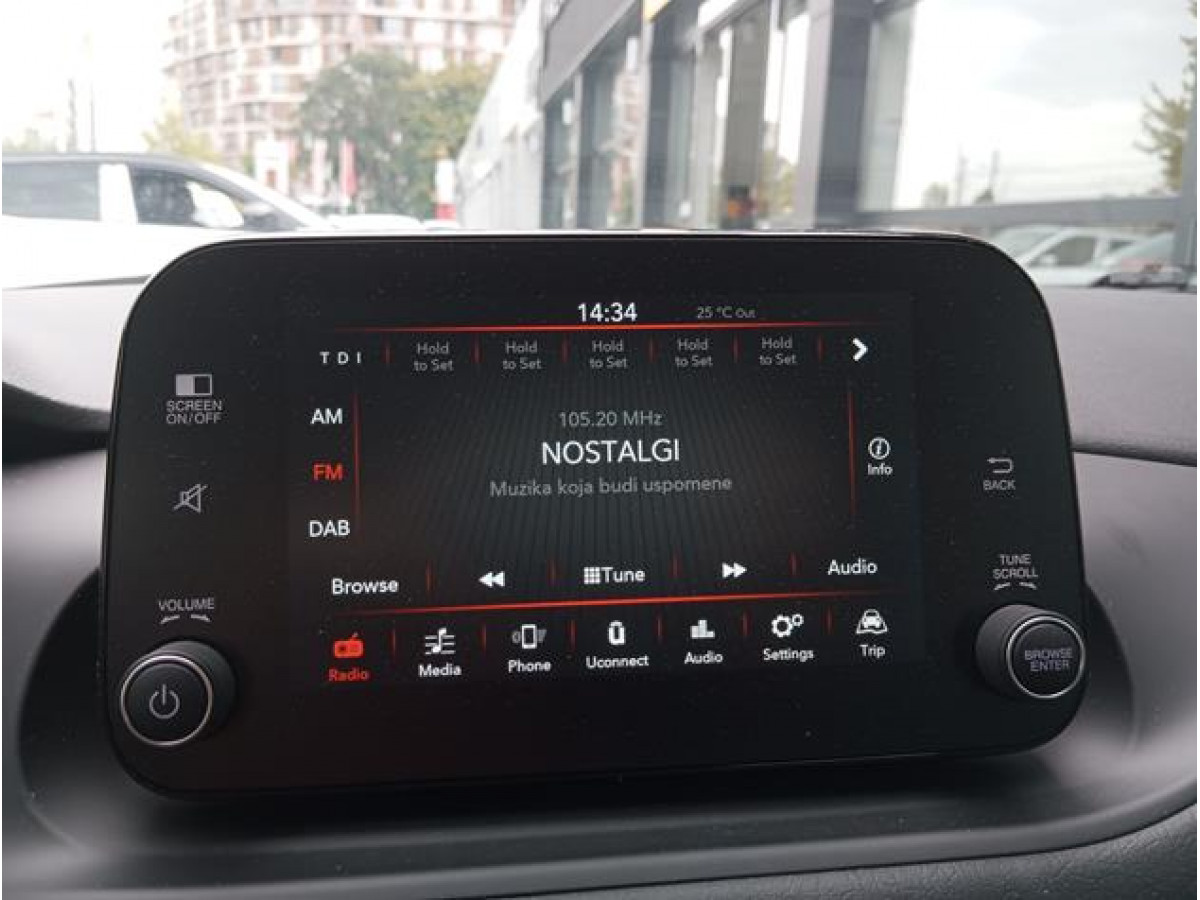 14:34
25 °C Out
TDI
Hold
to Set
Hold
to Set
Hold
to Set
Hold
to Set
Hold
to Set
SCREEN
ON/OFF
AM
105.20 MHz
NOSTALGI
Info
FM
Muzika koja budi uspomene
BACK
DAB
Browse
Tune
Audio
TUNE
SCROLL
VOLUME
Radio
Media
Phone
Uconnect
Audio
Settings
Trip
BROWSE
ENTER